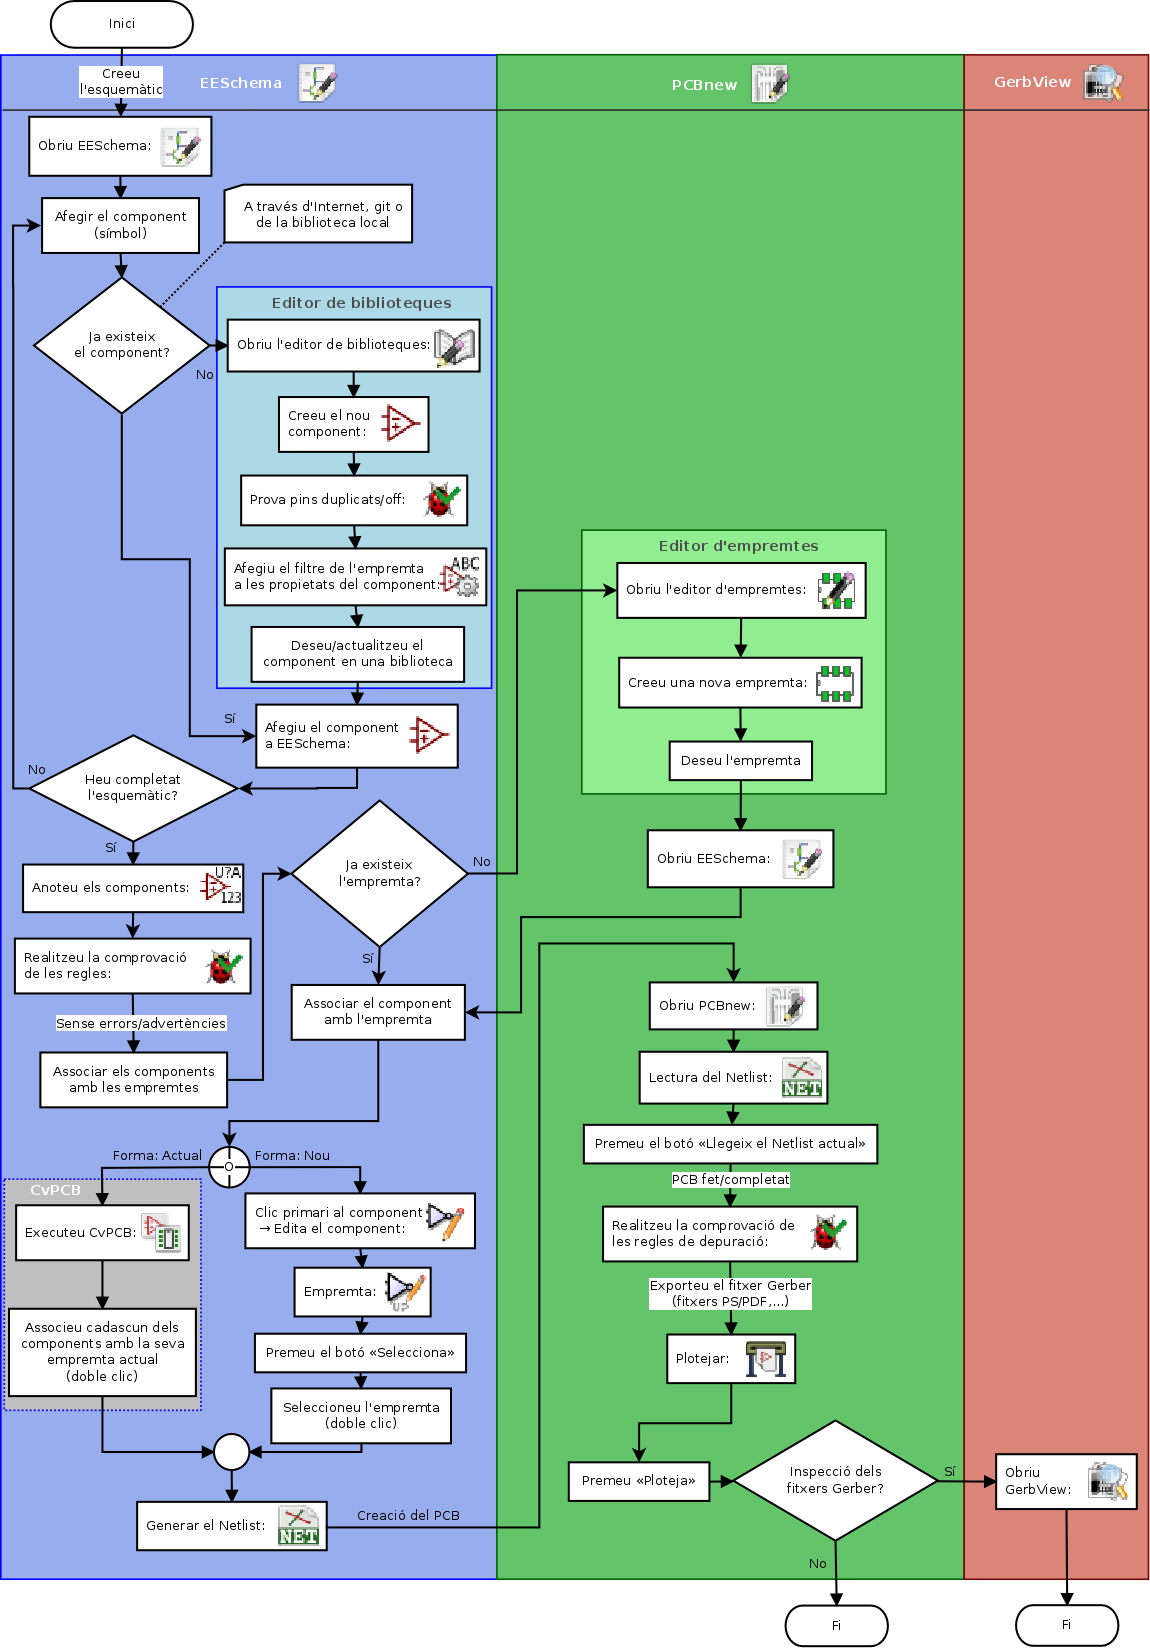 Inici
Creeu
l'esquemàtic
EESchema
PCBnew
GerbView
Obriu EESchema:
Afegir el component
(símbol)
A través d'Internet, git o
de la biblioteca local
Ja existeix
el component?
No
Editor de biblioteques
Obriu l'editor de biblioteques:
Creeu el nou
component:
Prova pins duplicats/off:
Afegiu el filtre de l'empremta
a les propietats del component:
ABC
Deseu/actualitzeu el
component en una biblioteca
Sí
Afegiu el component
a EESchema:
No
Heu completat
l'esquemàtic?
Sí
Anoteu els components:
U?A
123
Realitzeu la comprovació
de les regles:
Sense errors/advertències
Associar els components
amb les empremtes
Ja existeix
l'empremta?
No
Sí
Associar el component
amb l'empremta
Editor d'empremtes
Obriu l'editor d'empremtes:
Creeu una nova empremta:
Deseu l'empremta
Obriu EESchema:
Forma: Actual
O
Forma: Nou
CvPCB
Executeu CvPCB:
Associeu cadascun dels
components amb la seva
empremta actual
(doble clic)
Clic primari al component
→ Edita el component:
Empremta:
Premeu el botó «Selecciona»
Seleccioneu l'empremta
(doble clic)
Generar el Netlist:
NET
Creació del PCB
Obriu PCBnew:
Lectura del Netlist:
NET
Premeu el botó «Llegeix el Netlist actual»
PCB fet/completat
Realitzeu la comprovació de
les regles de depuració:
Exporteu el fitxer Gerber
(fitxers PS/PDF,...)
Plotejar:
Premeu «Ploteja»
Inspecció dels
fitxers Gerber?
Sí
No
Obriu
GerbView:
Fi
Fi